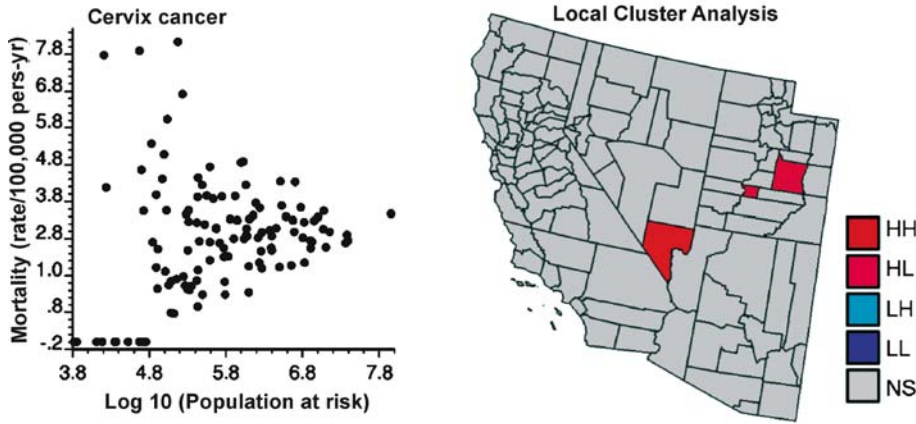 Cervix cancer
Mortality (rate/100,000 pers-yr)
7.8
6.8
5.8
4.8
3.8
2.8
1.0
.8
-.2
3.8 4.8 5.8 6.8 7.8
Log 10 (Population at risk)
Local Cluster Analysis
HH
HL
LH
LL
NS